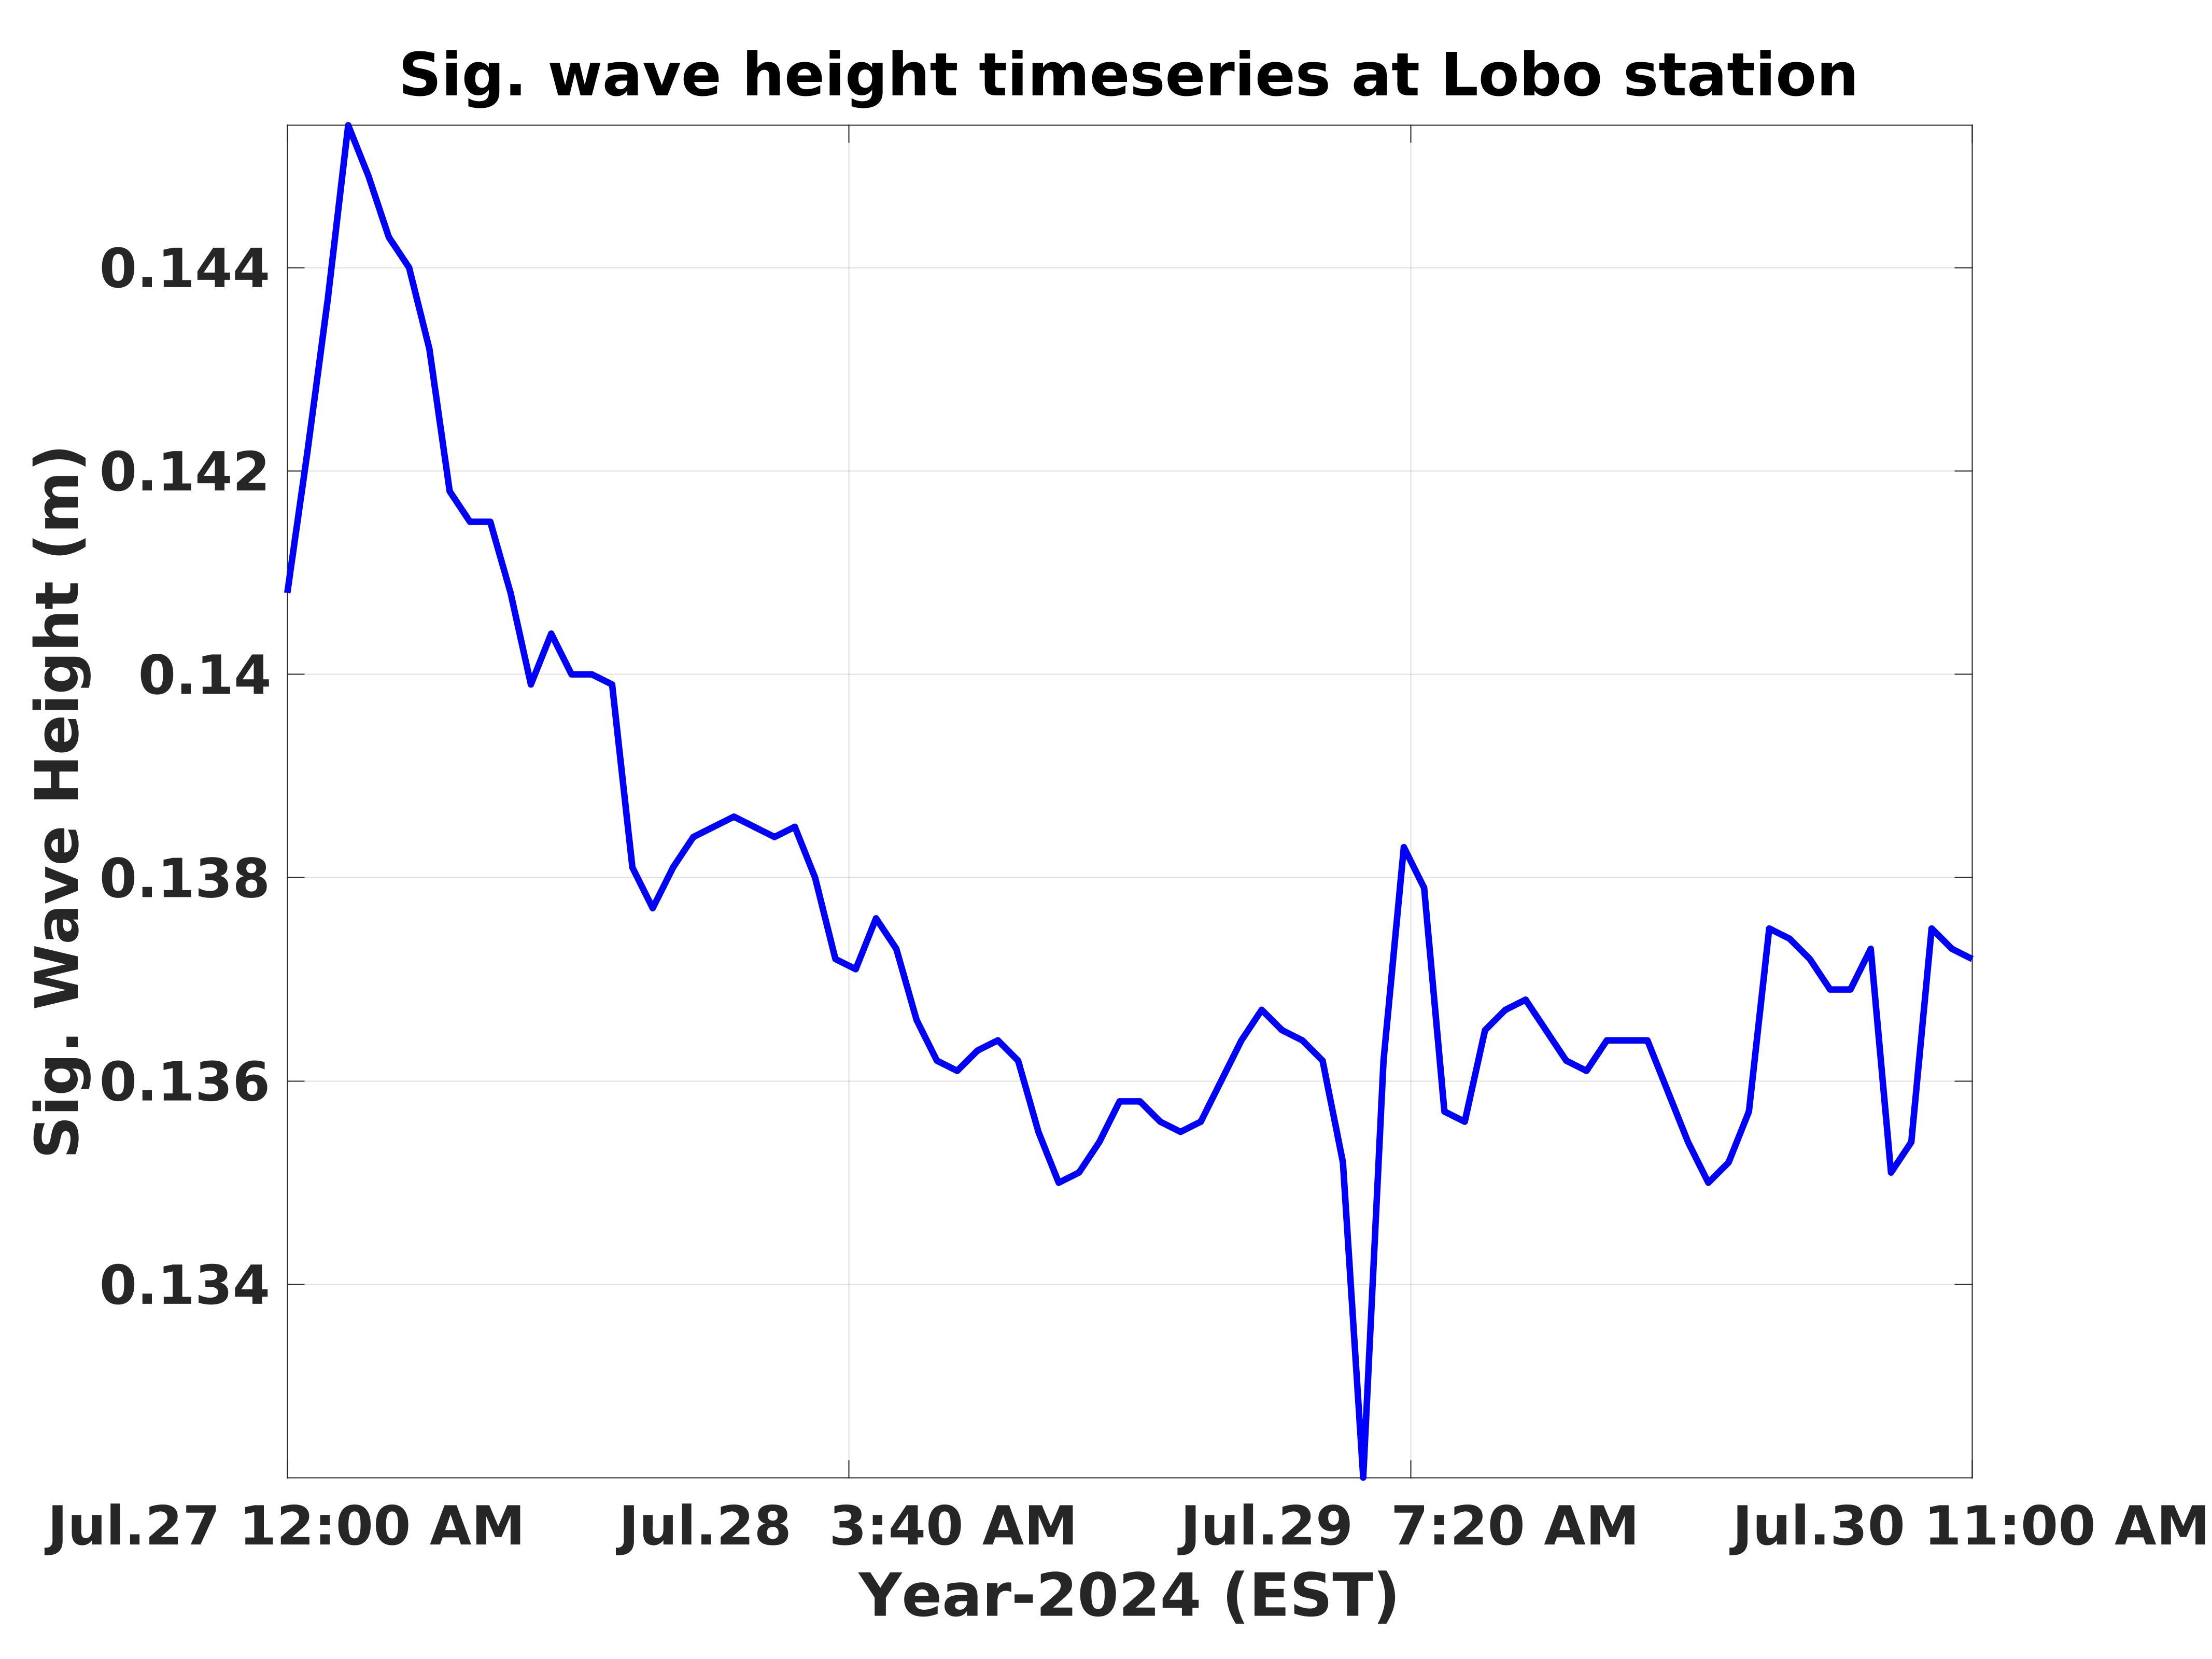 Sig. wave height timeseries at Lobo station
Sig. Wave Height (m)
0.144
0.142
0.14
0.138
0.136
0.134
Jul.27 12:00 AM
Jul.28  3:40 AM
Jul.29  7:20 AM
Jul.30 11:00 AM
Year-2024 (EST)